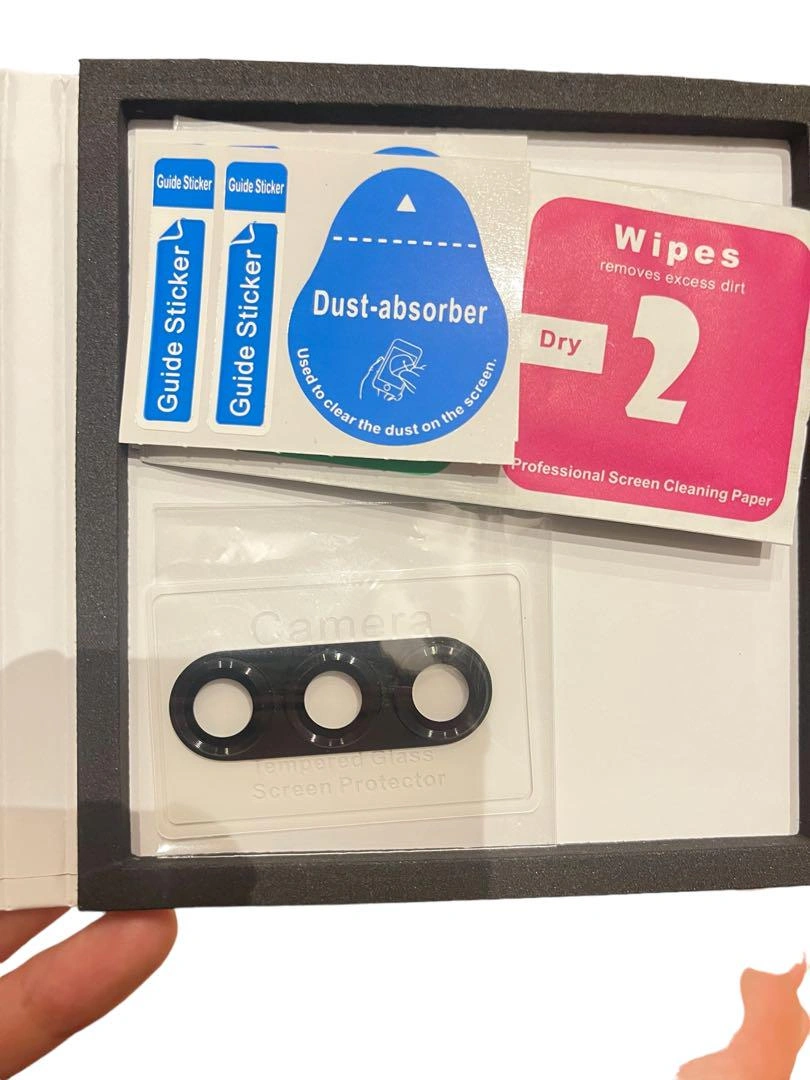 Guide Sticker
Guide Sticker
Guide Sticker
Guide Sticker
Dust-absorber
Used to clear the dust on the screen.
Wipes
removes excess dirt
Dry
2
Professional Screen Cleaning Paper
Camera
Tempered Glass
Screen Protector